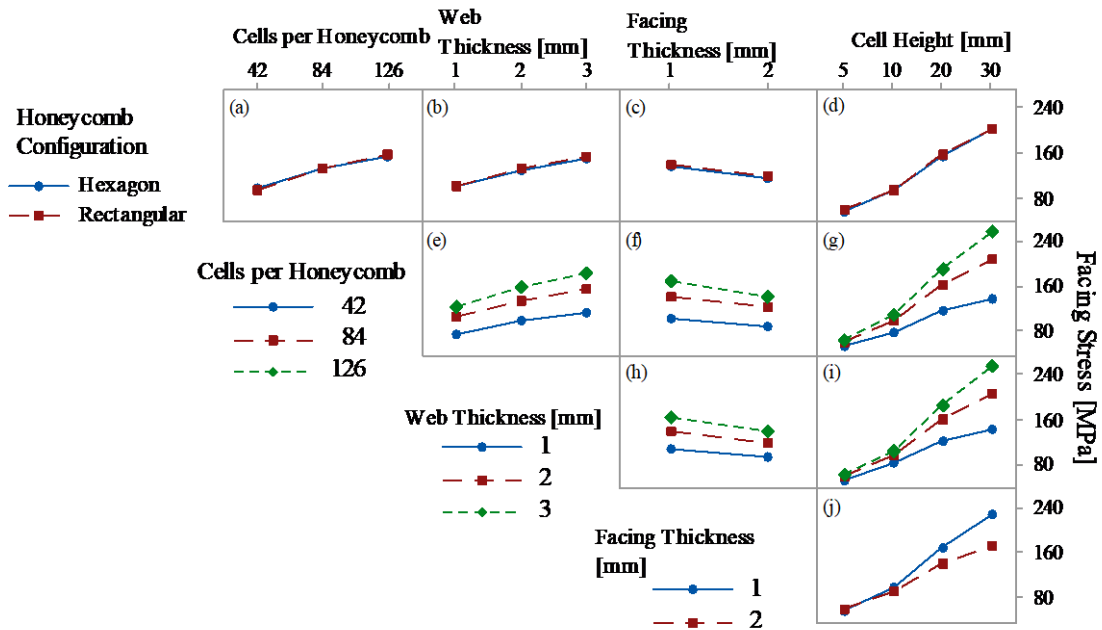 Cells per Honeycomb
42 84 126
Web
Thickness [mm]
1 2 3
Facing
Thickness [mm]
1 2
Cell Height [mm]
5 10 20 30
Honeycomb
Configuration
Hexagon
Rectangular
(a) (b) (c) (d)
240
160
80
Cells per Honeycomb
42
84
126
(e) (f) (g)
240
160
80
Web Thickness [mm]
1
2
3
(h) (i)
240
160
80
Facing Thickness
[mm]
1
2
(j)
240
160
80
Facing Stress [MPa]